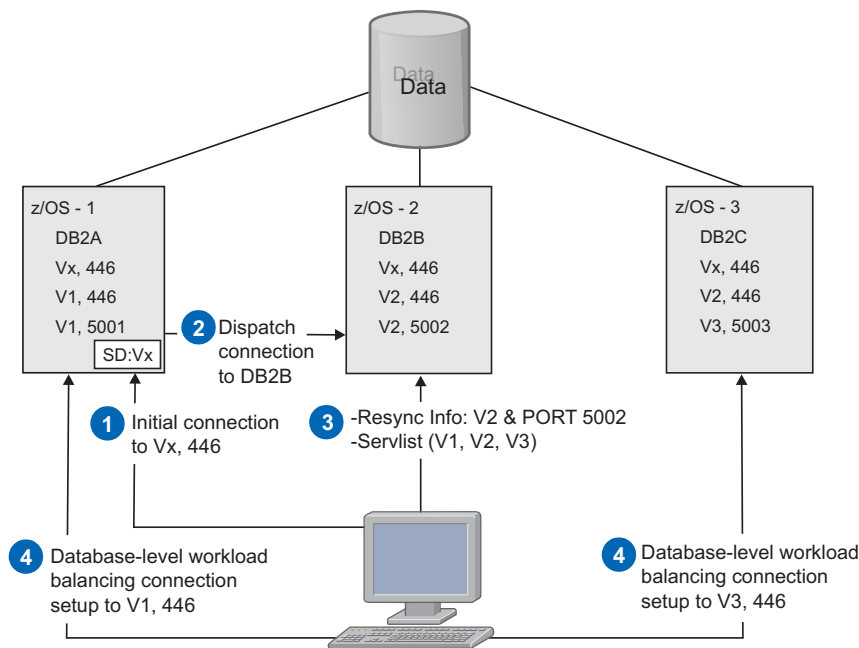 Data
Data
z/OS - 1
DB2A
Vx, 446
V1, 446
V1, 5001
SD:Vx
z/OS - 2
DB2B
Vx, 446
V2, 446
V2, 5002
z/OS - 3
DB2C
Vx, 446
V2, 446
V3, 5003
2 Dispatch
connection
to DB2B
1 Initial connection
to Vx, 446
3 -Resync Info: V2 & PORT 5002
-Servlist (V1, V2, V3)
4 Database-level workload
balancing connection
setup to V1, 446
4 Database-level workload
balancing connection
setup to V3, 446